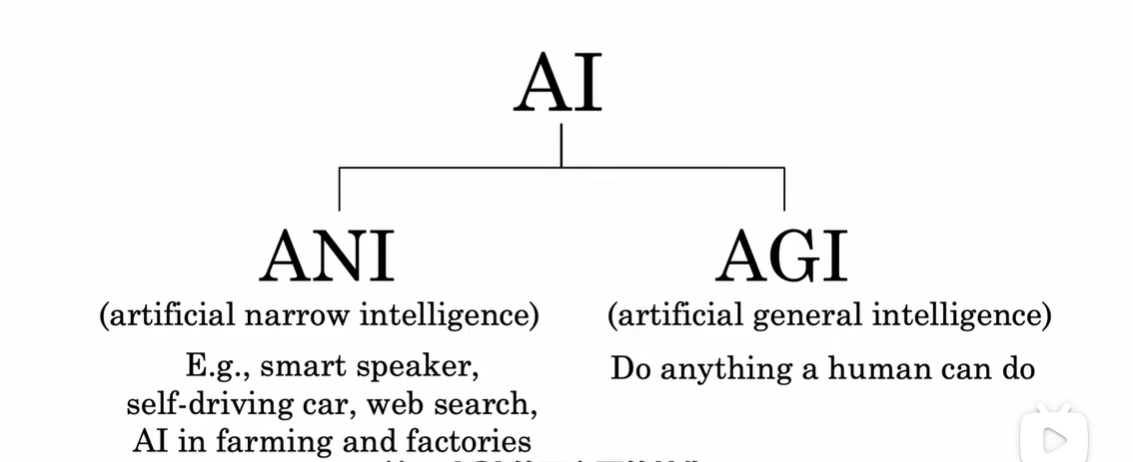 AI
ANI
AGI
(artificial narrow intelligence)
(artificial general intelligence)
E.g., smart speaker,
self-driving car, web search,
AI in farming and factories
Do anything a human can do